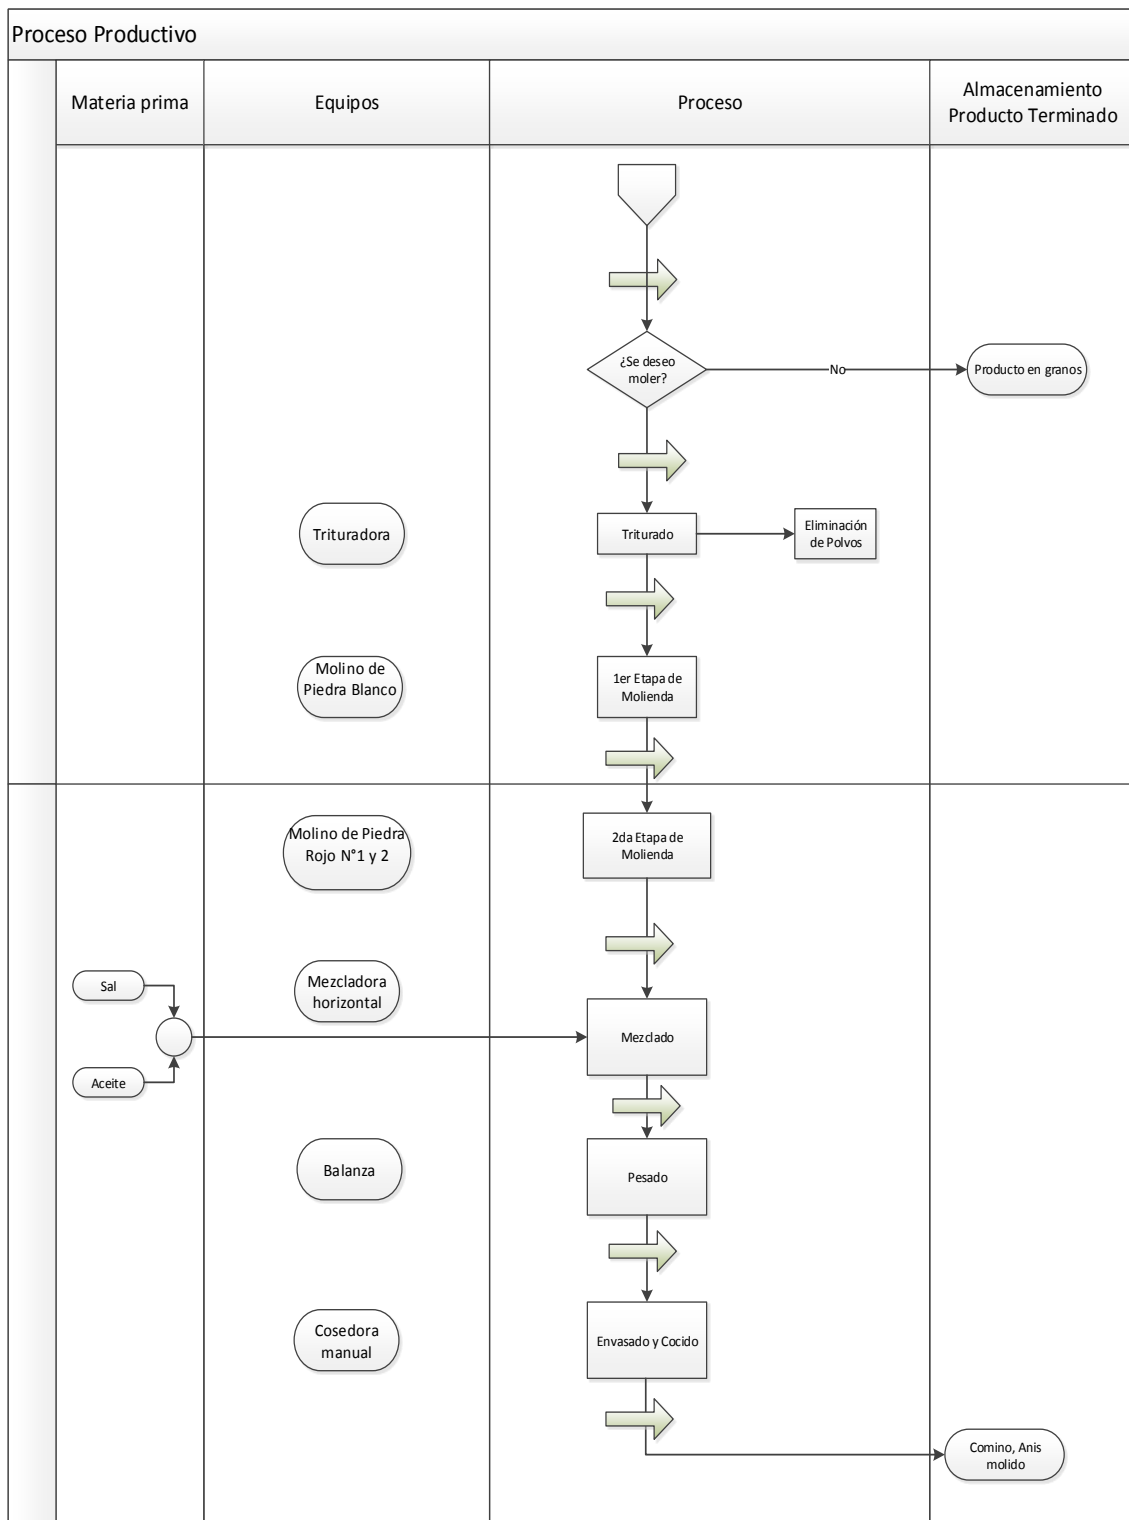 Proceso Productivo
Materia prima
Equipos
Proceso
Almacenamiento
Producto Terminado
¿Se deseo
moler?
No
Producto en granos
Trituradora
Triturado
Eliminación
de Polvos
Molino de
Piedra Blanco
1er Etapa de
Molienda
Molino de Piedra
Rojo N°1 y 2
2da Etapa de
Molienda
Sal
Mezcladora
horizontal
Mezclado
Aceite
Balanza
Pesado
Cosedora
manual
Envasado y Cocido
Comino, Anis
molido